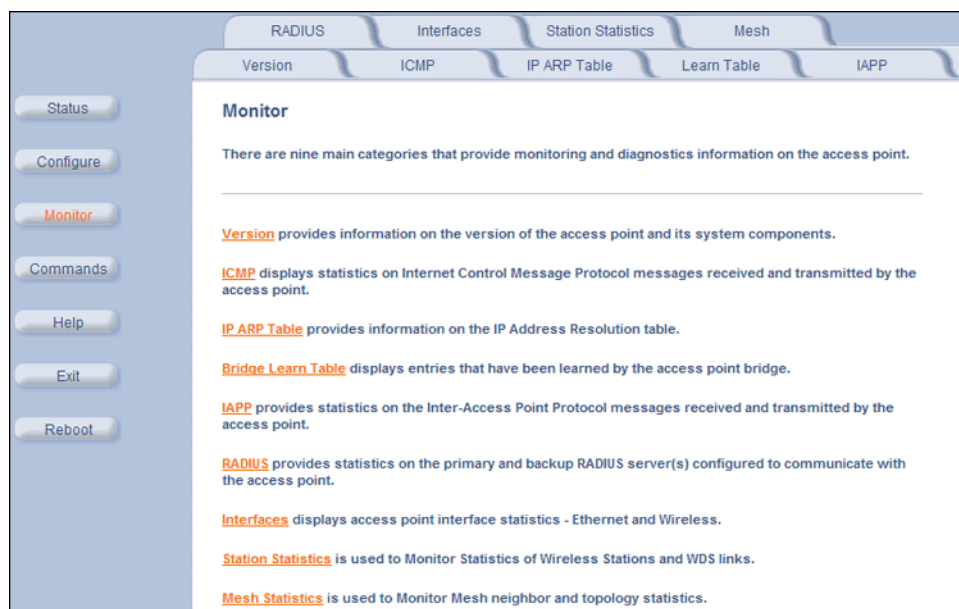 RADIUS Interfaces Station Statistics Mesh
Version ICMP IP ARP Table Learn Table IAPP
Status
Configure
Monitor
Commands
Help
Exit
Reboot
Monitor
There are nine main categories that provide monitoring and diagnostics information on the access point.
Version provides information on the version of the access point and its system components.
ICMP displays statistics on Internet Control Message Protocol messages received and transmitted by the
access point.
IP ARP Table provides information on the IP Address Resolution table.
Bridge Learn Table displays entries that have been learned by the access point bridge.
IAPP provides statistics on the Inter-Access Point Protocol messages received and transmitted by the
access point.
RADIUS provides statistics on the primary and backup RADIUS server(s) configured to communicate with
the access point.
Interfaces displays access point interface statistics - Ethernet and Wireless.
Station Statistics is used to Monitor Statistics of Wireless Stations and WDS links.
Mesh Statistics is used to Monitor Mesh neighbor and topology statistics.